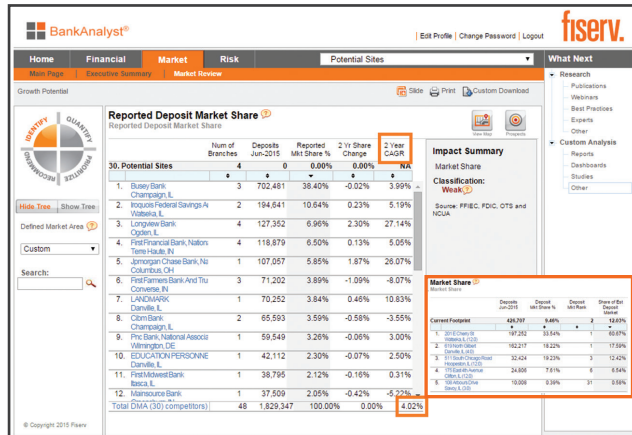 BankAnalyst®
Edit Profile | Change Password | Logout
fiserv.
Home Financial Market Risk Potential Sites What Next
Main Page Executive Summary Market Review
Research
Publications
Webinars
Best Practices
Experts
Other
Custom Analysis
Reports
Dashboards
Studies
Other
Growth Potential
Slide Print Custom Download
IDENTIFY QUANTIFY PRIORITIZE RECOMMEND
Hide Tree Show Tree
Defined Market Area
Custom
Search:
Reported Deposit Market Share
Reported Deposit Market Share
View Map Prospects
Num of Branches Deposits Jun-2015 Reported Mkt Share % 2 Yr Share Change 2 Year CAGR
30. Potential Sites 4 0 0.00% 0.00% NA
1. Busey Bank 3 702,481 38.40% -0.02% 3.99%
Champaign, IL
2. Iroquois Federal Savings A 2 194,641 10.64% 0.23% 5.19%
Watseka, IL
3. Longview Bank 4 127,352 6.96% 2.30% 27.14%
Ogden, IL
4. First Financial Bank, Nation 4 118,879 6.50% 0.13% 5.05%
Terre Haute, IN
5. Jpmorgan Chase Bank, Na 1 107,057 5.85% 1.87% 26.07%
Columbus, OH
6. First Farmers Bank And Tru 3 71,202 3.89% -1.09% -8.07%
Converse, IN
7. LANDMARK 1 70,252 3.84% 0.46% 10.83%
Danville, IL
8. Cibm Bank 2 65,593 3.59% -0.58% -3.55%
Champaign, IL
9. Pnc Bank, National Associa 1 59,549 3.26% -0.06% 3.00%
Wilmington, DE
10. EDUCATION PERSONNE 1 42,112 2.30% -0.07% 2.50%
Danville, IL
11. First Midwest Bank 1 38,795 2.12% -0.16% 0.31%
Itasca, IL
12. Mainsource Bank 1 37,509 2.05% -0.42% -5.22%
Total DMA (30) competitors) 48 1,829,347 100.00% 0.00% 4.02%
Impact Summary
Market Share
Classification:
Weak
Source: FFIEC, FDIC, OTS and
NCUA
Market Share
Market Share
Deposits Jun-2015 Deposit Mkt Share % Deposit Mkt Rank Share of Est Deposit Market
Current Footprint 426,707 9.46% 2 12.03%
1. 201 E Cherry St 197,252 33.54% 1 60.67%
Watseka, IL (12.0)
2. 913 North Gilbert 162,217 18.22% 1 17.59%
Danville, IL (4.0)
3. 511 South Chicago Road 32,424 19.23% 3 12.42%
Hoopeston, IL (12.0)
4. 175 East 4th Avenue 24,806 7.61% 6 6.54%
Clifton, IL (12.0)
5. 108 Arbours Drive 10,008 0.39% 31 0.59%
Savoy, IL (3.0)
© Copyright 2015 Fiserv